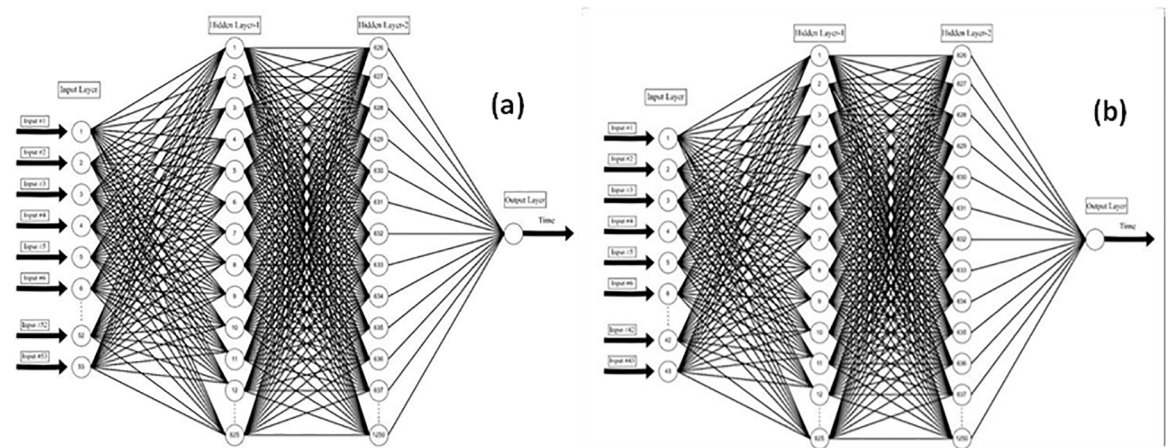 Hidden Layer-1
Hidden Layer-2
Input Layer
Input #1
Input #2
Input #3
Input #4
Input #5
Input #6
Input #52
Input #53
1
2
3
4
5
6
52
53
1
2
3
4
5
6
7
8
9
10
11
12
625
626
627
628
629
630
631
632
633
634
635
636
637
1250
(a)
Output Layer
Time
Hidden Layer-1
Hidden Layer-2
Input Layer
Input #1
Input #2
Input #3
Input #4
Input #5
Input #6
Input #42
Input #43
1
2
3
4
5
6
42
43
1
2
3
4
5
6
7
8
9
10
11
12
625
626
627
628
629
630
631
632
633
634
635
636
637
1250
(b)
Output Layer
Time